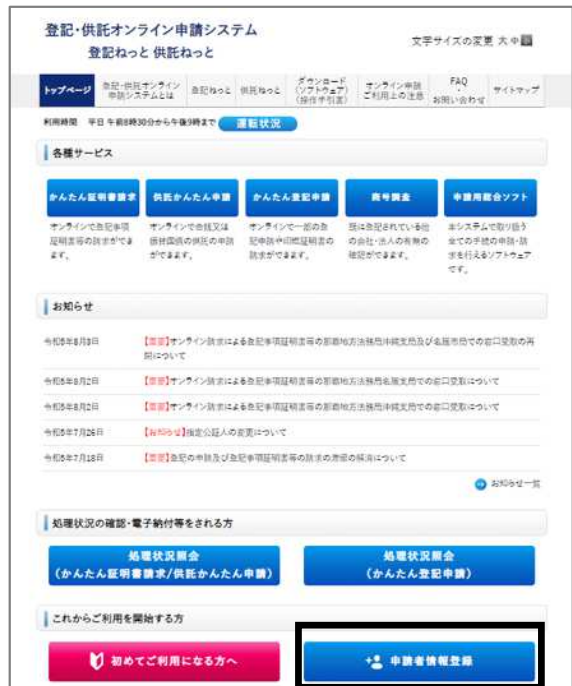 登記・供託オンライン申請システム
登記ねっと 供託ねっと
文字サイズの変更 大 中
トップページ
登記・供託オンライン
申請システムとは
登記ねっと
供託ねっと
ダウンロード
(ソフトウェア)
(操作手引書)
オンライン申請
ご利用上の注意
FAQ
・
お問い合わせ
サイトマップ
利用時間 平日 午前8時30分から午後9時まで
運転状況
各種サービス
かんたん証明書請求
供託かんたん申請
かんたん登記申請
商号調査
申請用総合ソフト
オンラインで登記事項
証明書等の請求ができ
ます。
オンラインで金銭又は
振替国債の供託の申請
ができます。
オンラインで一部の登
記申請や印鑑証明書の
請求ができます。
既に登記されている他
の会社・法人の有無の
確認ができます。
本システムで取り扱う
全ての手続の申請・請
求を行えるソフトウェア
です。
お知らせ
令和5年8月3日
【重要】オンライン請求による登記事項証明書等の那覇地方法務局沖縄支局及び名護支局での窓口受取の再
開について
令和5年8月2日
【重要】オンライン請求による登記事項証明書等の那覇地方法務局名護支局での窓口受取について
令和5年8月2日
【重要】オンライン請求による登記事項証明書等の那覇地方法務局沖縄支局での窓口受取について
令和5年7月26日
【お知らせ】指定公証人の変更について
令和5年7月18日
【重要】登記の申請及び登記事項証明書等の請求の遅延の解消について
お知らせ一覧
処理状況の確認・電子納付等をされる方
処理状況照会
(かんたん証明書請求/供託かんたん申請)
処理状況照会
(かんたん登記申請)
これからご利用を開始する方
初めてご利用になる方へ
申請者情報登録